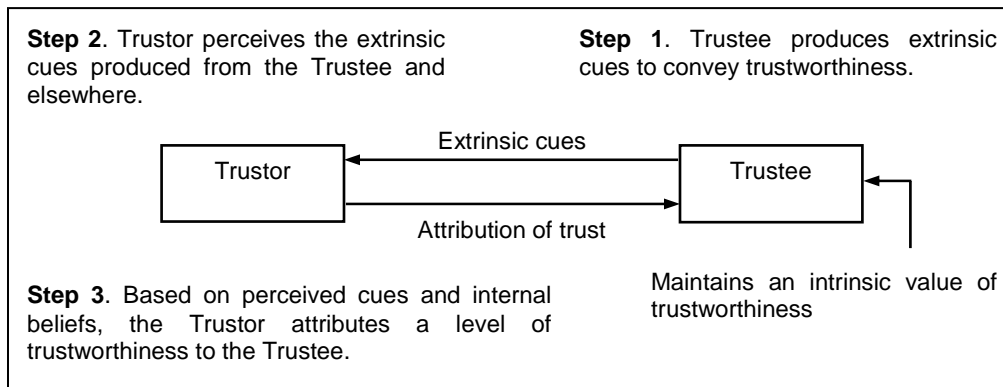 Step 2. Trustor perceives the extrinsic
cues produced from the Trustee and
elsewhere.
Step 1. Trustee produces extrinsic
cues to convey trustworthiness.
Extrinsic cues
Trustor
Trustee
Attribution of trust
Step 3. Based on perceived cues and internal
beliefs, the Trustor attributes a level of
trustworthiness to the Trustee.
Maintains an intrinsic value of
trustworthiness